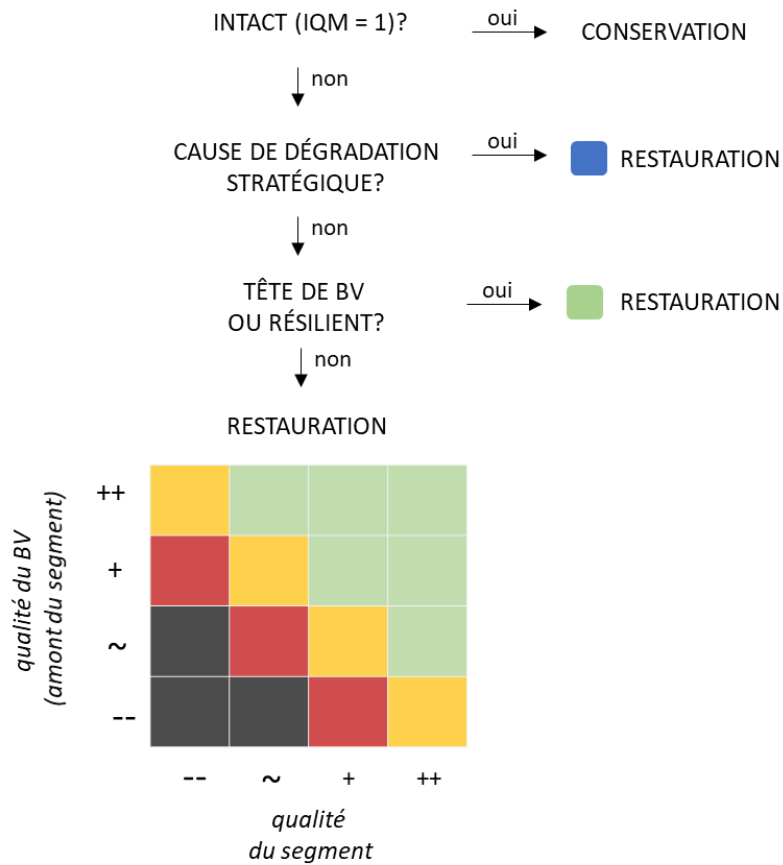 INTACT (IQM = 1)?
oui
CONSERVATION
non
CAUSE DE DÉGRADATION
STRATÉGIQUE?
oui
RESTAURATION
non
TÊTE DE BV
OU RÉSILIENT?
oui
RESTAURATION
non
RESTAURATION
qualité du BV
(amont du segment)
++
+
~
--
-- ~ + ++
qualité
du segment